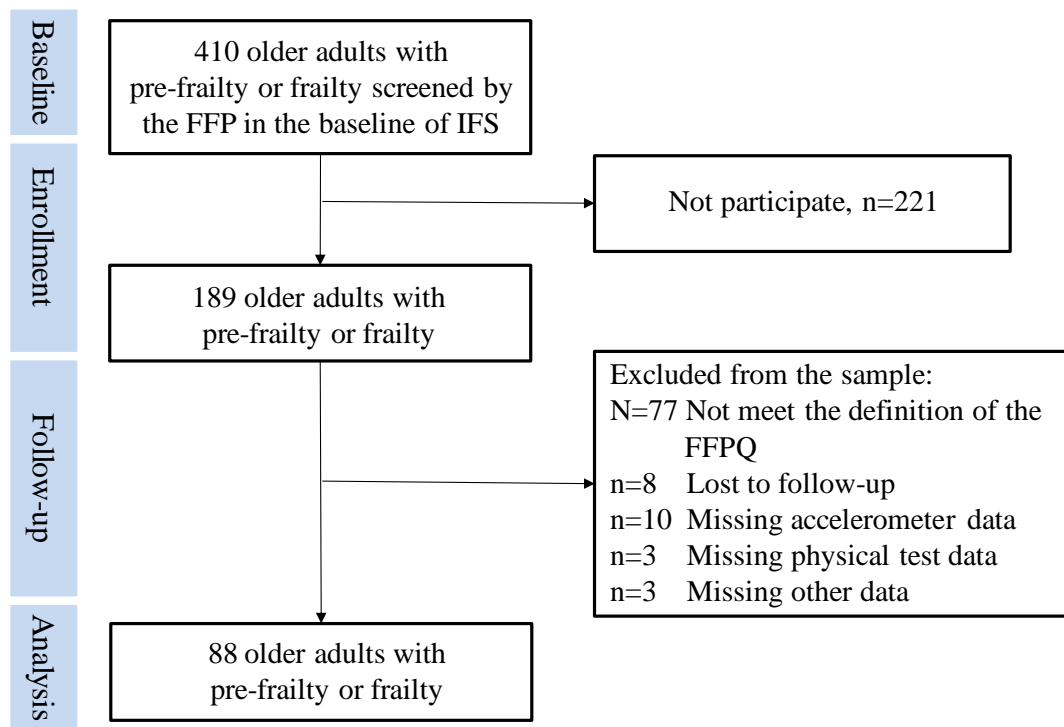 Baseline
410 older adults with
pre-frailty or frailty screened by
the FFP in the baseline of IFS
Enrollment
Not participate, n=221
189 older adults with
pre-frailty or frailty
Follow-up
Excluded from the sample:
N=77 Not meet the definition of the
FFPQ
n=8 Lost to follow-up
n=10 Missing accelerometer data
n=3 Missing physical test data
n=3 Missing other data
Analysis
88 older adults with
pre-frailty or frailty